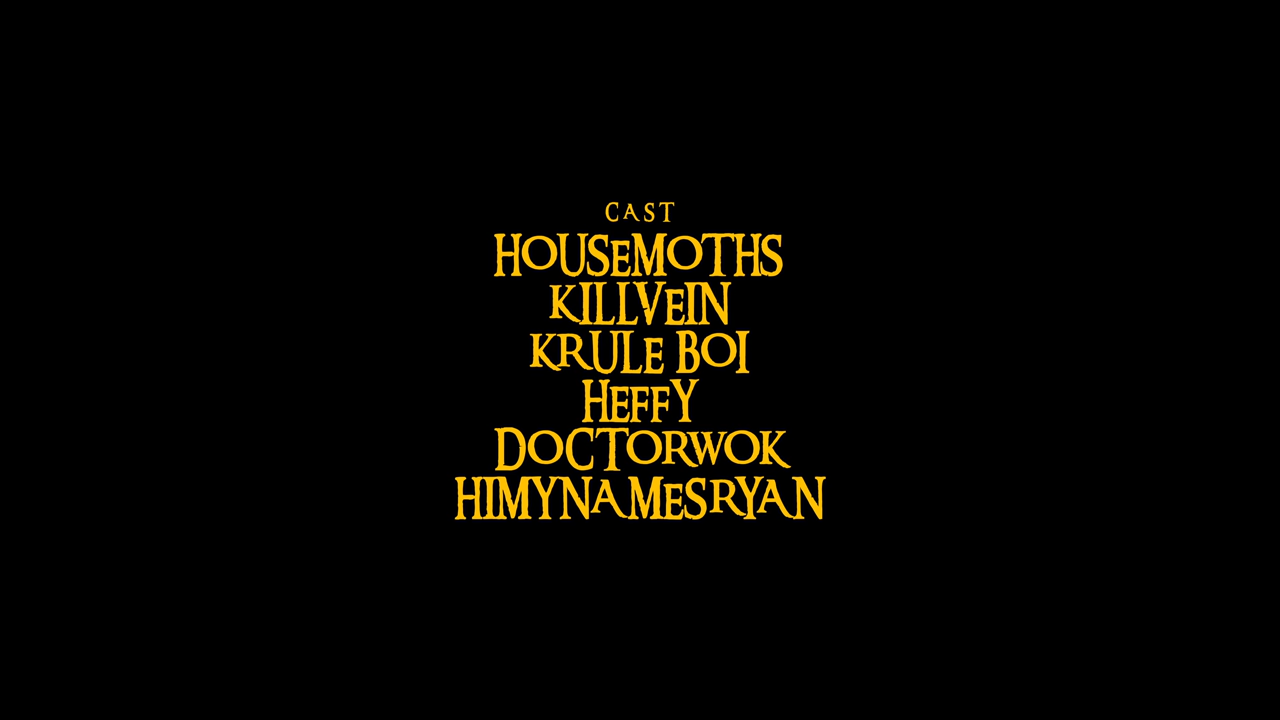 CAST
HOUSEMOTHS
KILLVEIN
KRULE BOI
HEFFY
DOCTORWOK
HIMYNAMESRYAN